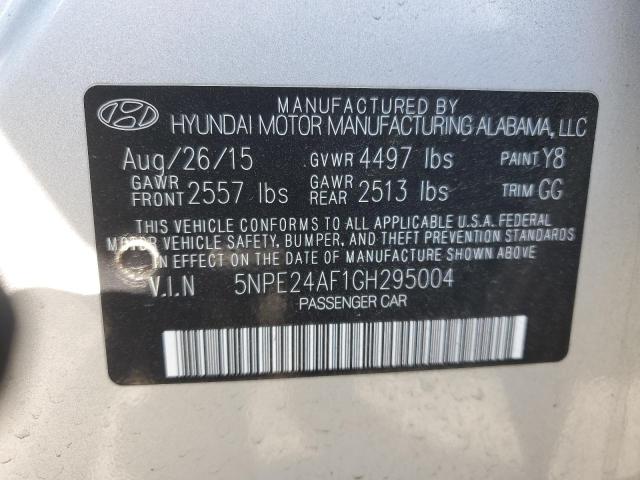 MANUFACTURED BY
HYUNDAI MOTOR MANUFACTURING ALABAMA, LLC
Aug/26/15 GVWR 4497 lbs PAINT Y8
GAWR FRONT 2557 lbs GAWR REAR 2513 lbs TRIM GG
THIS VEHICLE CONFORMS TO ALL APPLICABLE U.S.A. FEDERAL
MOTOR VEHICLE SAFETY, BUMPER, AND THEFT PREVENTION STANDARDS
IN EFFECT ON THE DATE OF MANUFACTURE SHOWN ABOVE
V.I.N 5NPE24AF1GH295004
PASSENGER CAR